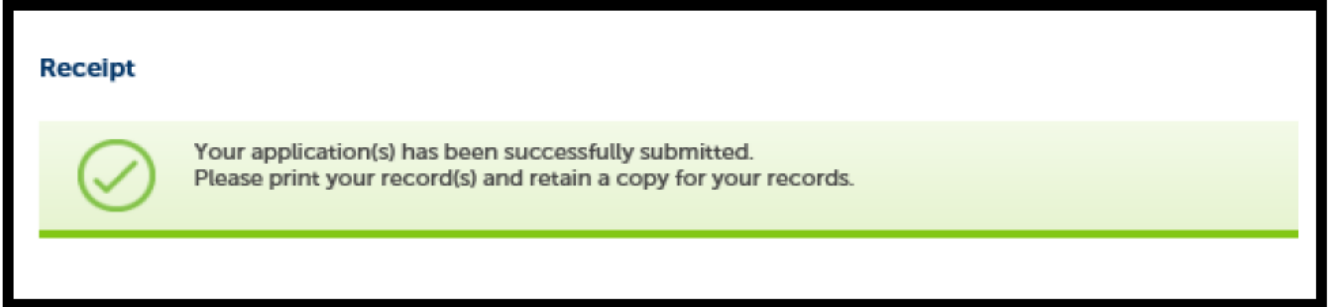 Receipt
Your application(s) has been successfully submitted.
Please print your record(s) and retain a copy for your records.